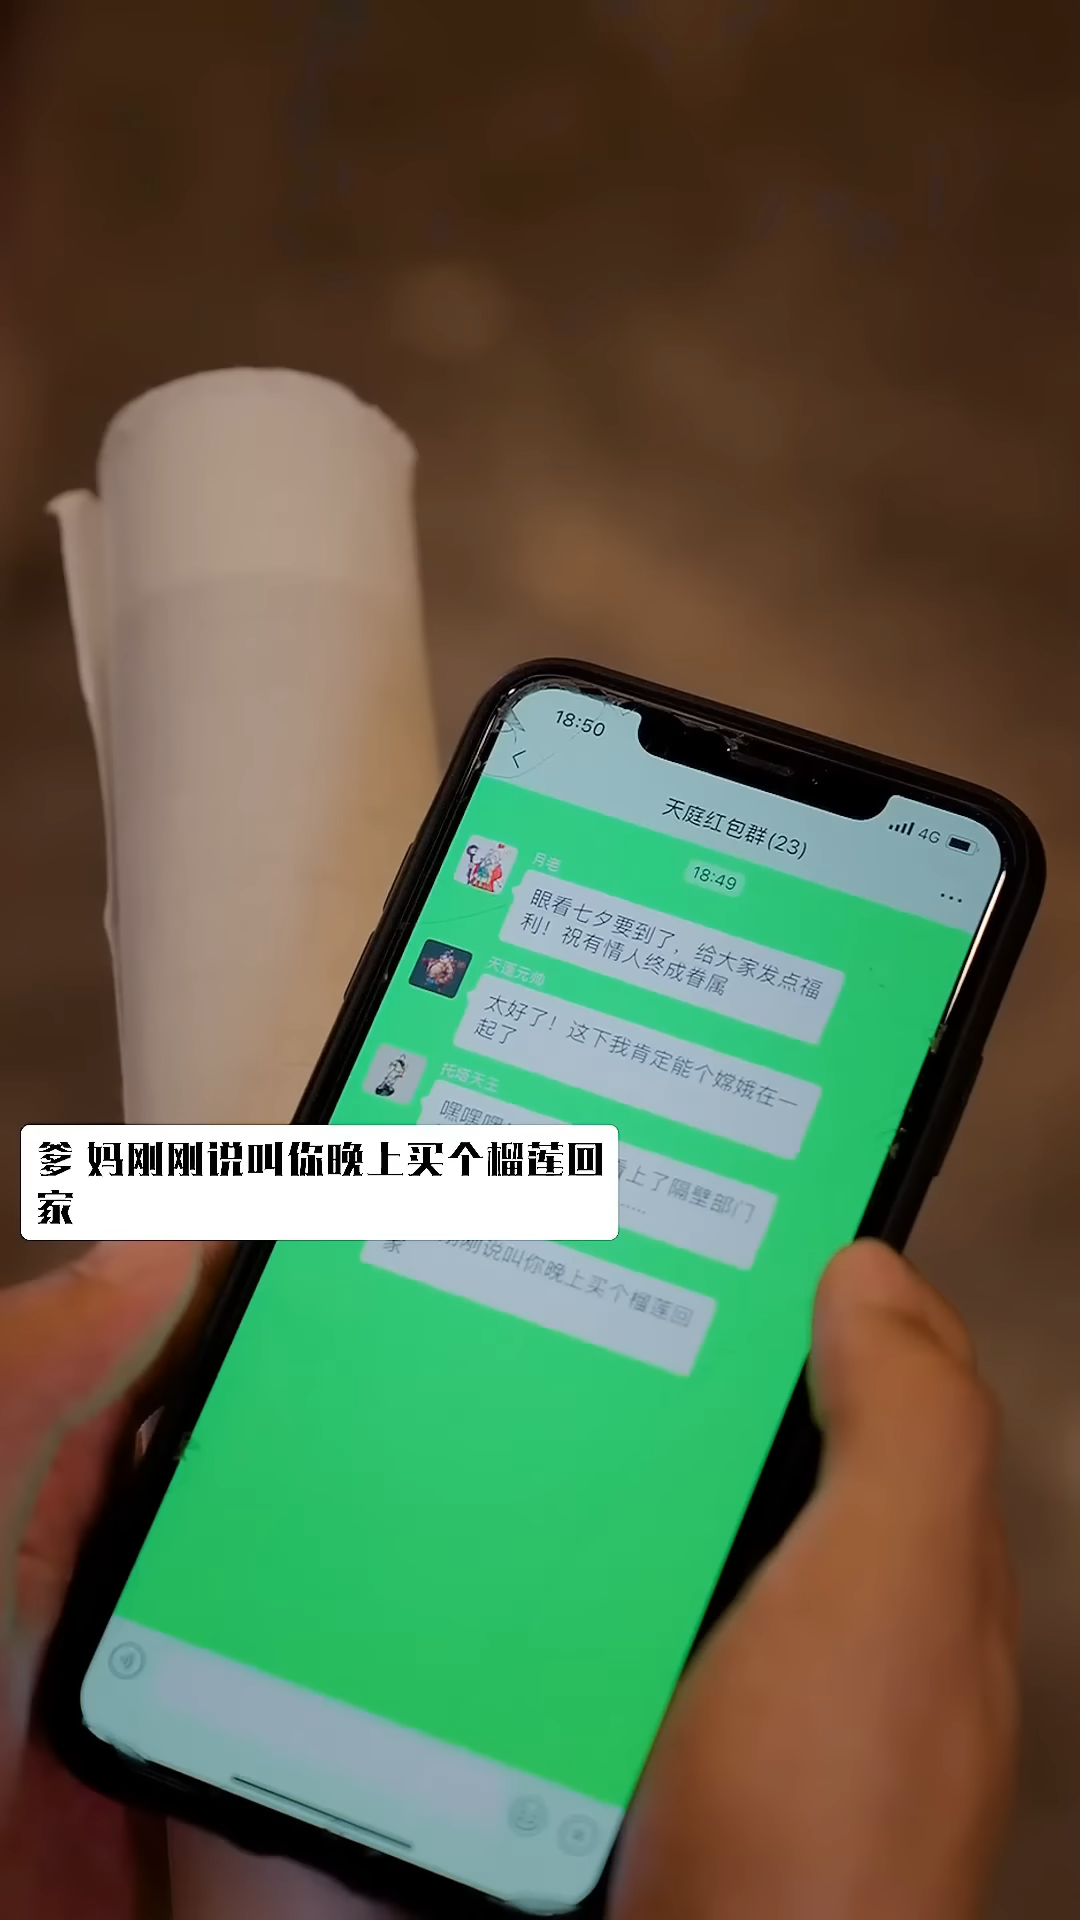 18:50
4G
天庭红包群(23)
18:49
月老
眼看七夕要到了，给大家发点福
利！祝有情人终成眷属
天蓬元帅
太好了！这下我肯定能个嫦娥在一
起了
托塔天王
嘿嘿嘿
上了隔壁部门
......
爹 妈刚刚说叫你晚上买个榴莲回
家
刚说叫你晚上买个榴莲回
家